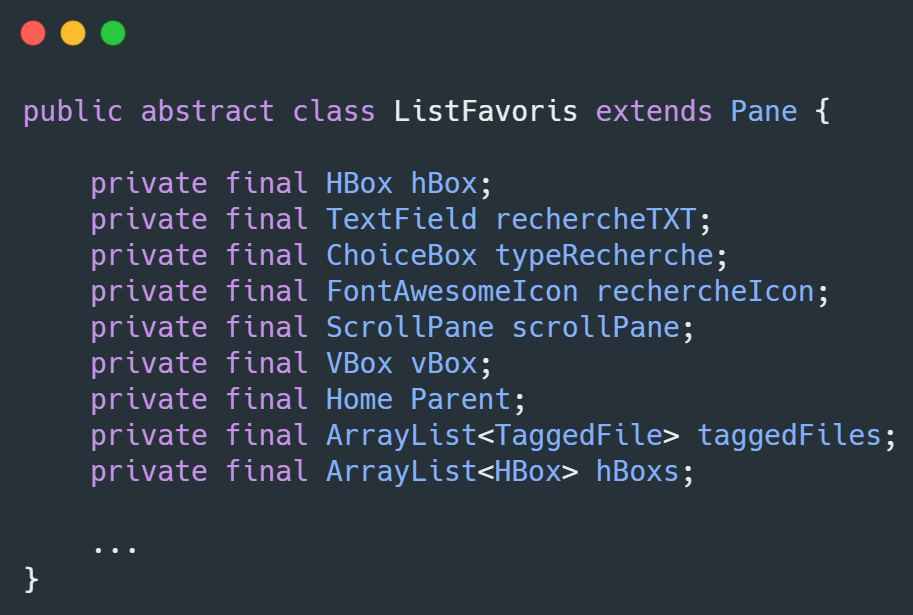 public abstract class ListFavoris extends Pane {
    private final HBox hBox;
    private final TextField rechercheTXT;
    private final ChoiceBox typeRecherche;
    private final FontAwesomeIcon rechercheIcon;
    private final ScrollPane scrollPane;
    private final VBox vBox;
    private final Home Parent;
    private final ArrayList<TaggedFile> taggedFiles;
    private final ArrayList<HBox> hBoxs;
    ...
}